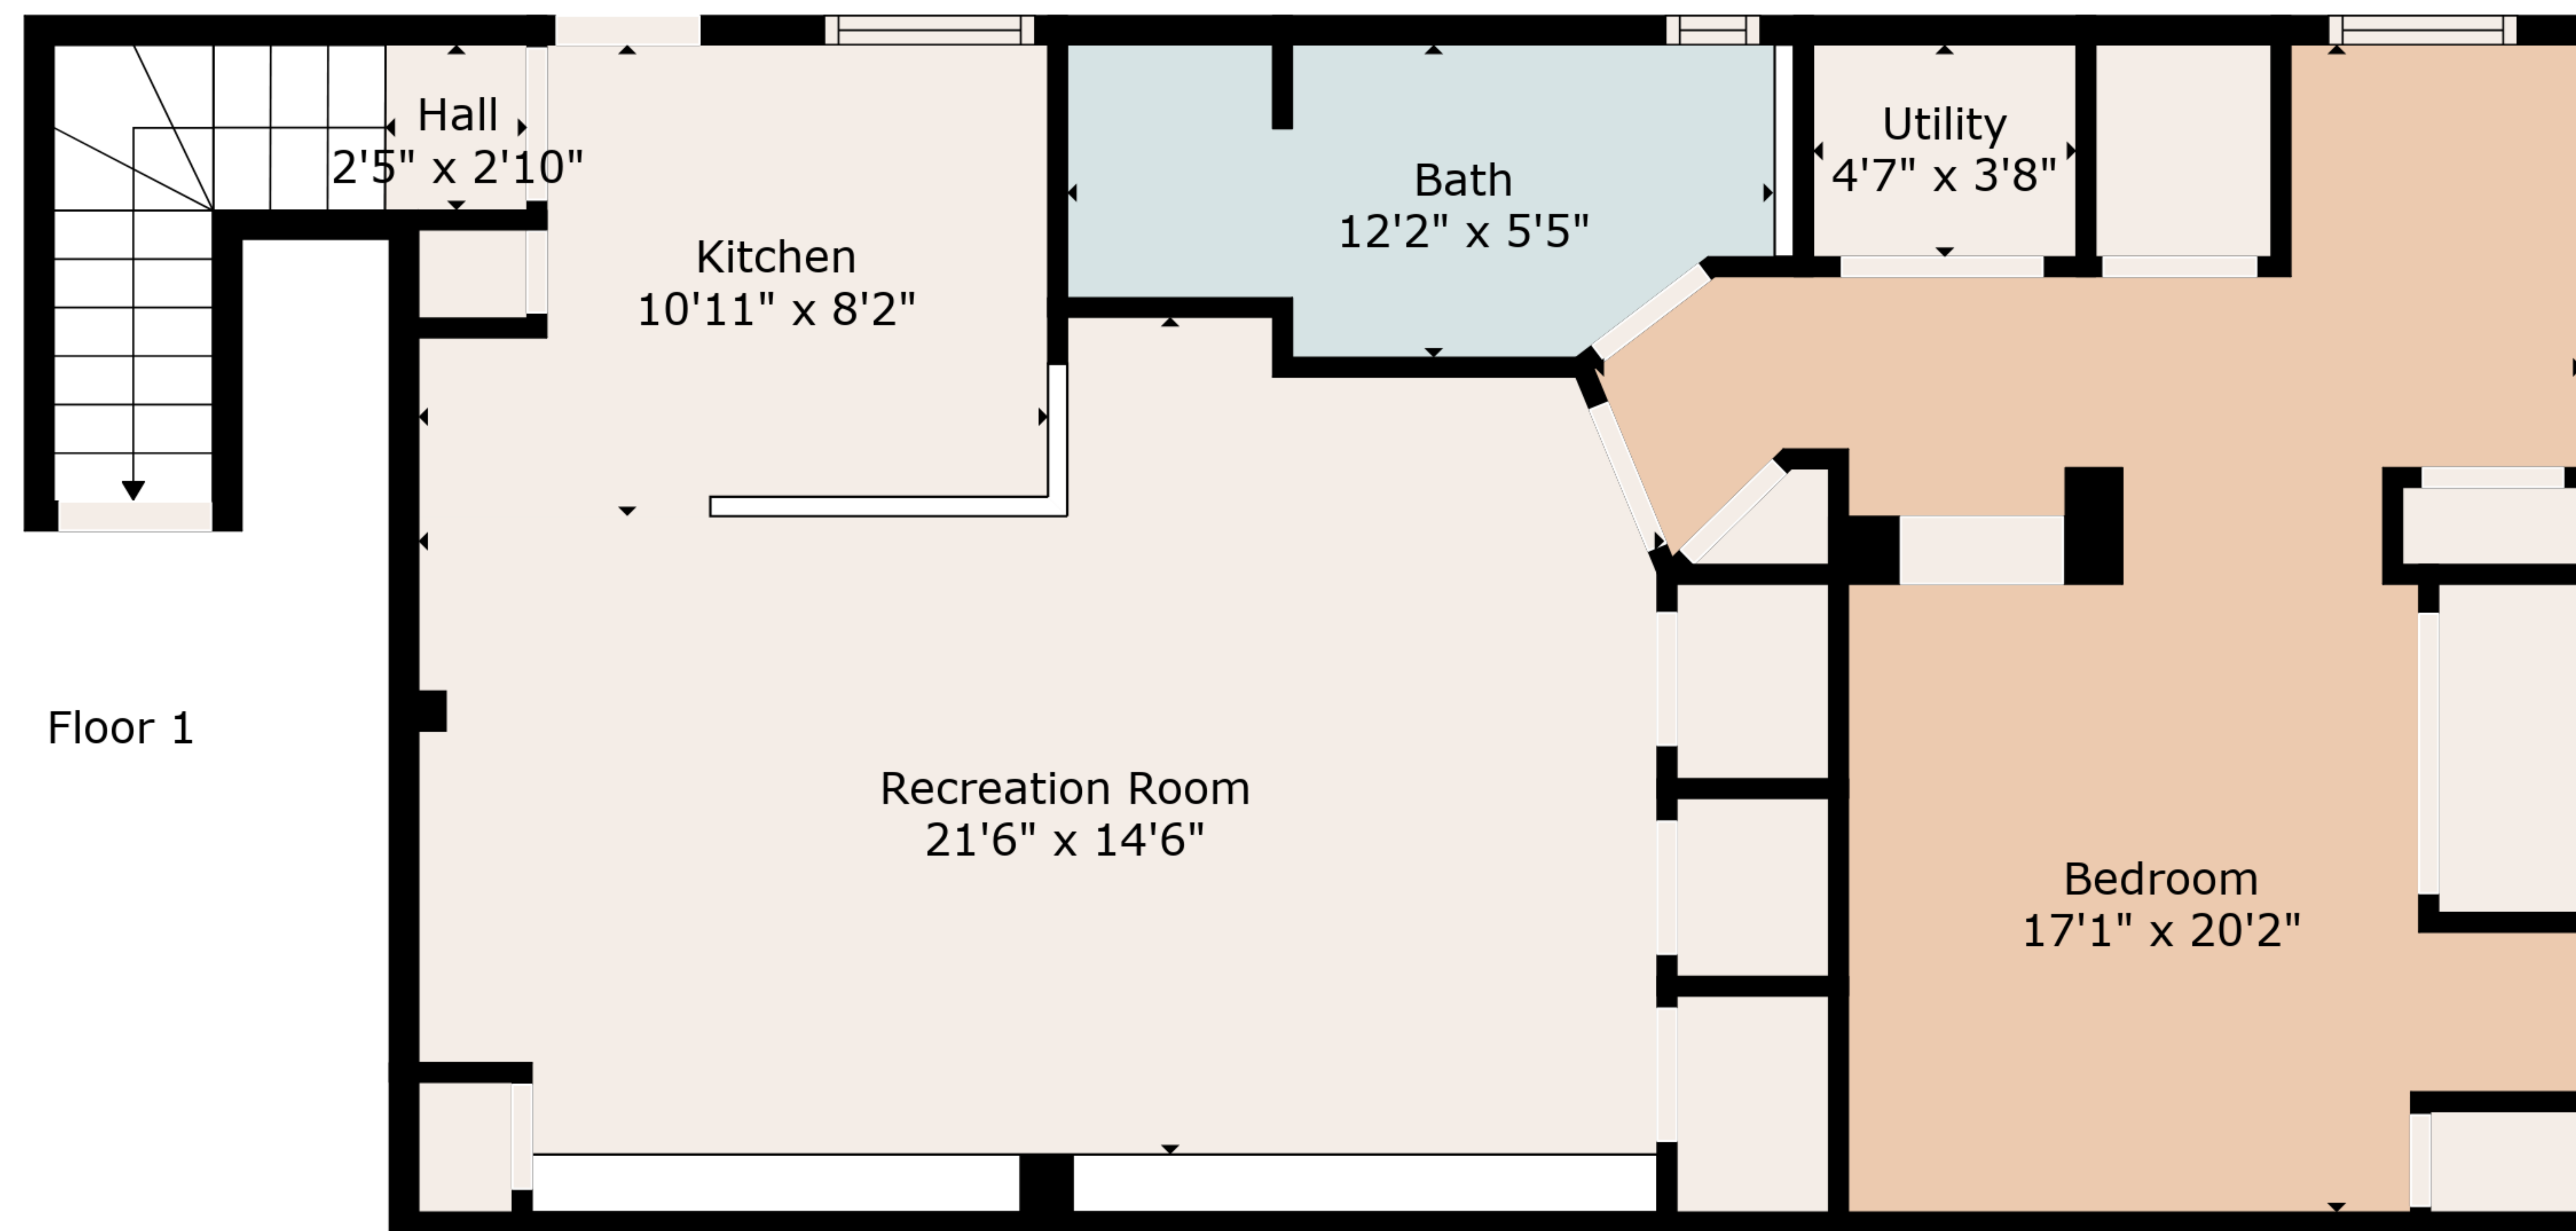 Hall
2'5" x 2'10"
Kitchen
10'11" x 8'2"
Bath
12'2" x 5'5"
Utility
4'7" x 3'8"
Floor 1
Recreation Room
21'6" x 14'6"
Bedroom
17'1" x 20'2"